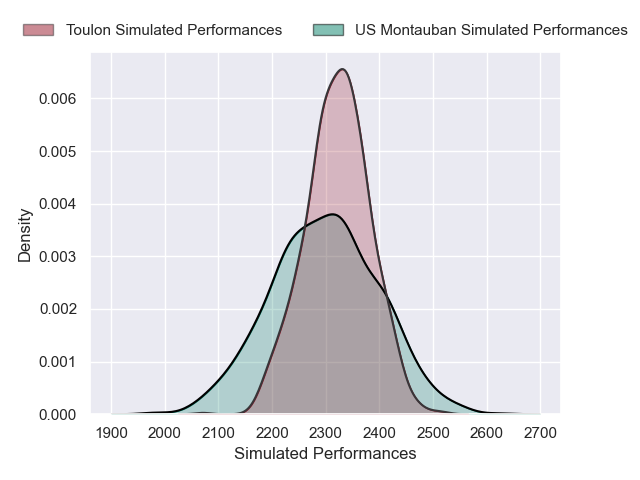 Toulon Simulated Performances US Montauban Simulated Performances
0.006
0.005
0.004
0.003
0.002
0.001
0.000
Density
1900 2000 2100 2200 2300 2400 2500 2600 2700
Simulated Performances